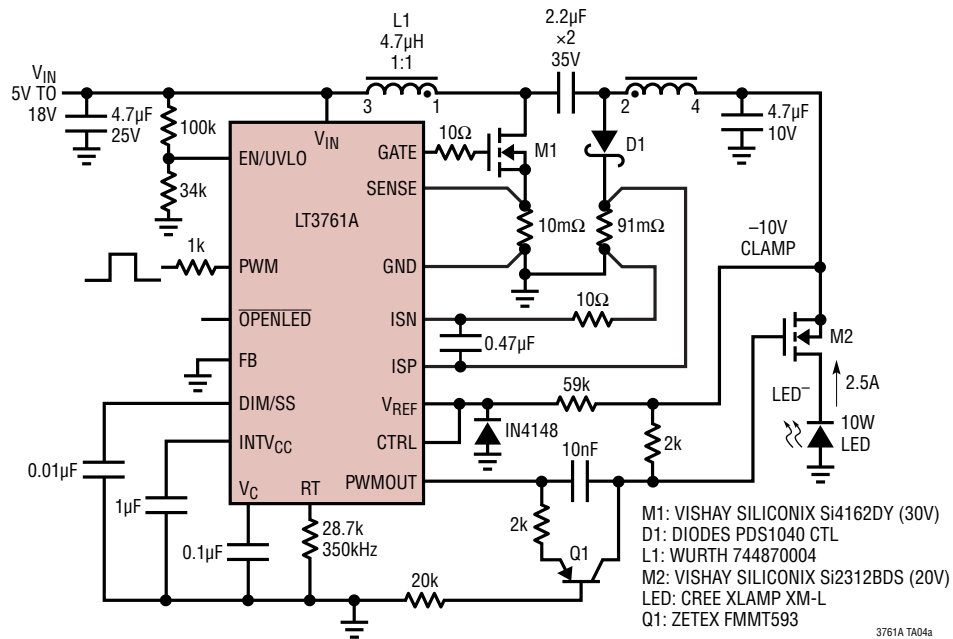 L1
4.7µH
1:1
2.2µF
×2
35V
VIN
5V TO
18V
4.7µF
25V
100k
34k
3
1
2
4
4.7µF
10V
VIN
EN/UVLO
GATE
10Ω
M1
D1
SENSE
LT3761A
10mΩ
91mΩ
–10V
CLAMP
1k
PWM
GND
OPENLED
ISN
10Ω
0.47µF
M2
FB
ISP
LED–
2.5A
DIM/SS
VREF
59k
10W
LED
INTVCC
CTRL
IN4148
2k
10nF
0.01µF
1µF
VC
RT
PWMOUT
2k
Q1
0.1µF
28.7k
350kHz
20k
M1: VISHAY SILICONIX Si4162DY (30V)
D1: DIODES PDS1040 CTL
L1: WURTH 744870004
M2: VISHAY SILICONIX Si2312BDS (20V)
LED: CREE XLAMP XM-L
Q1: ZETEX FMMT593
3761A TA04a